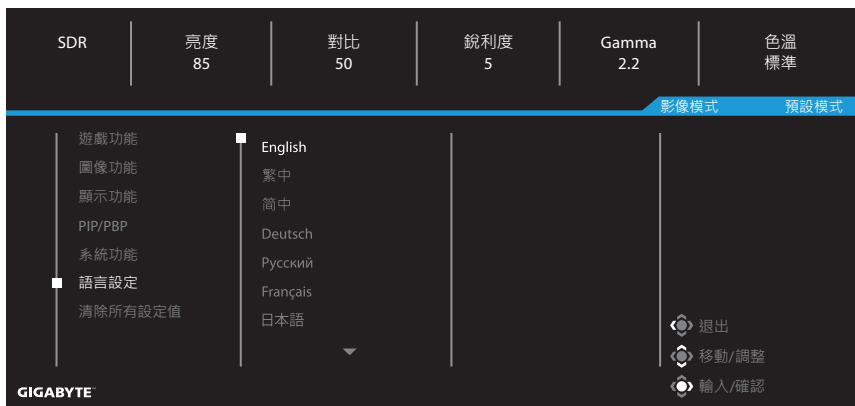 SDR
亮度
85
對比
50
銳利度
5
Gamma
2.2
色溫
標準
影像模式
預設模式
遊戲功能
圖像功能
顯示功能
PIP/PBP
系統功能
語言設定
清除所有設定值
English
繁中
简中
Deutsch
Русский
Français
日本語
退出
移動/調整
輸入/確認
GIGABYTE™